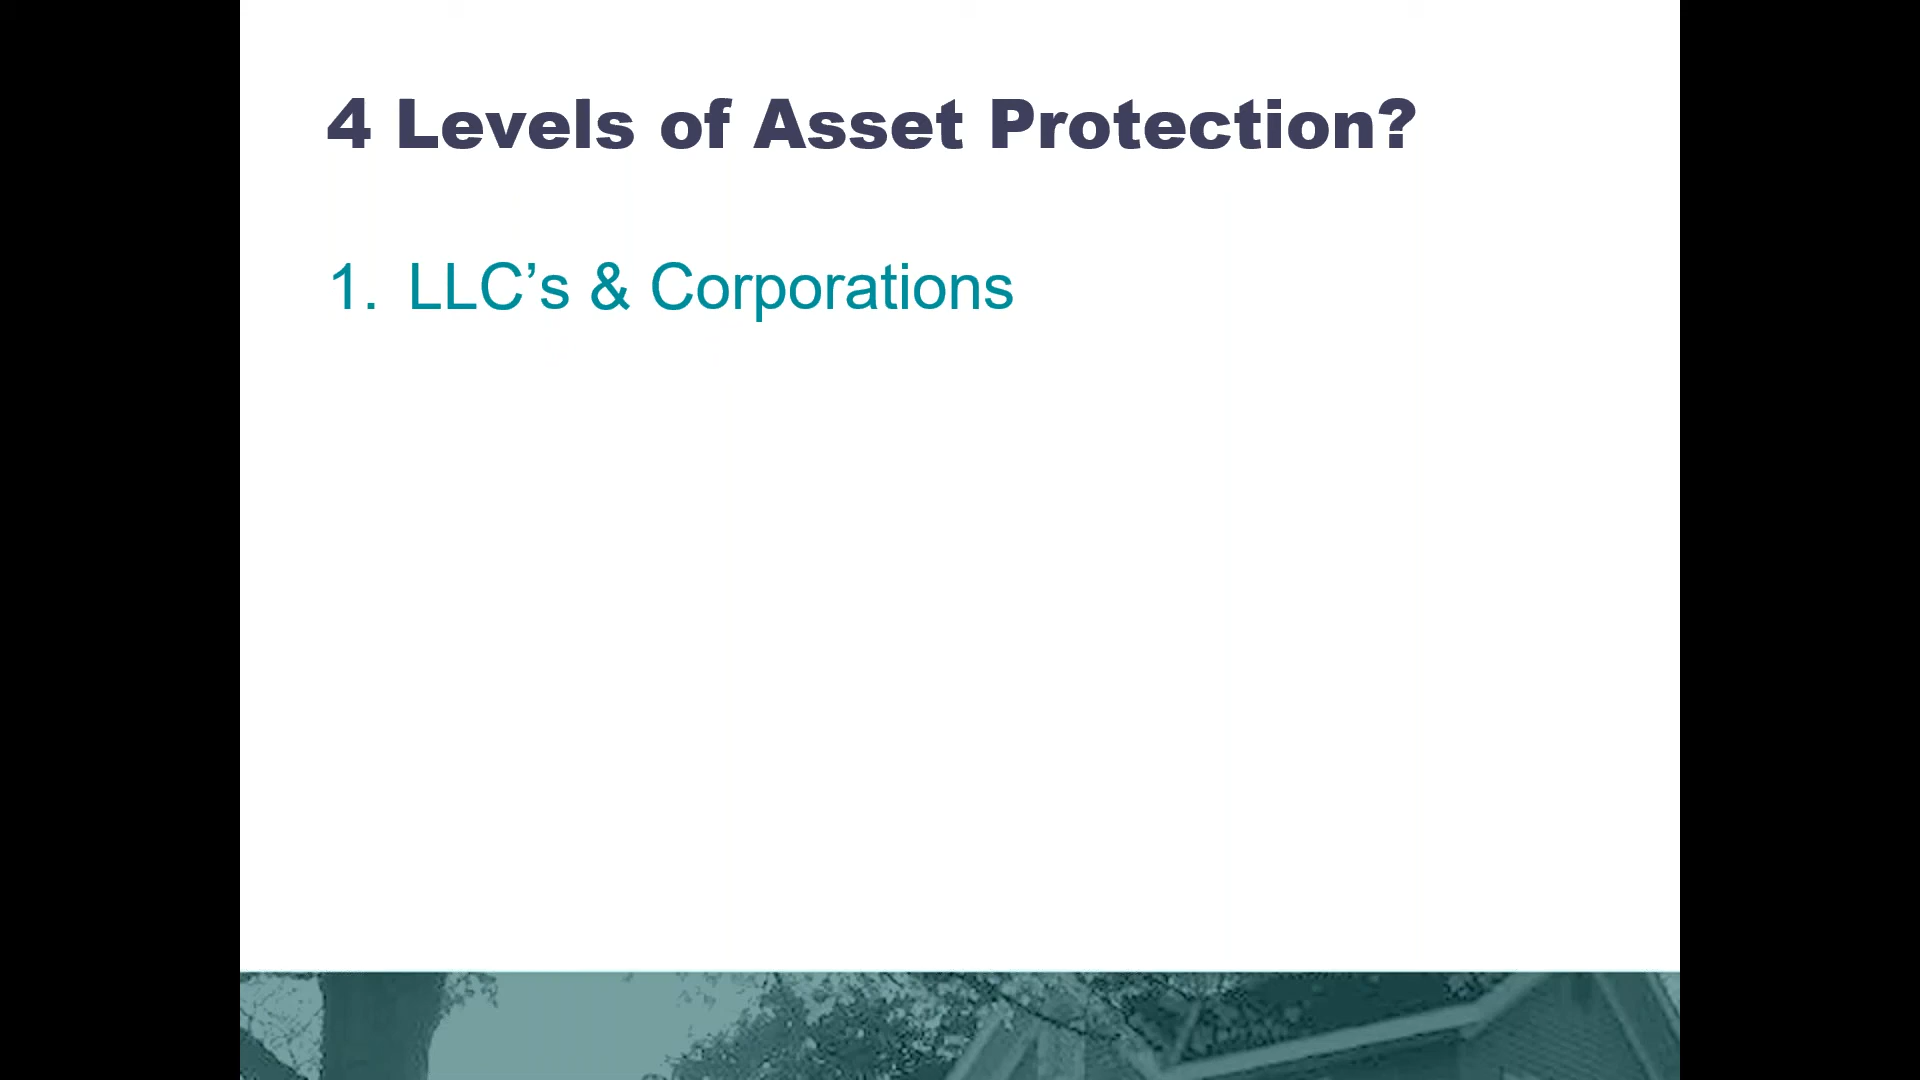 4 Levels of Asset Protection?
1. LLC’s & Corporations